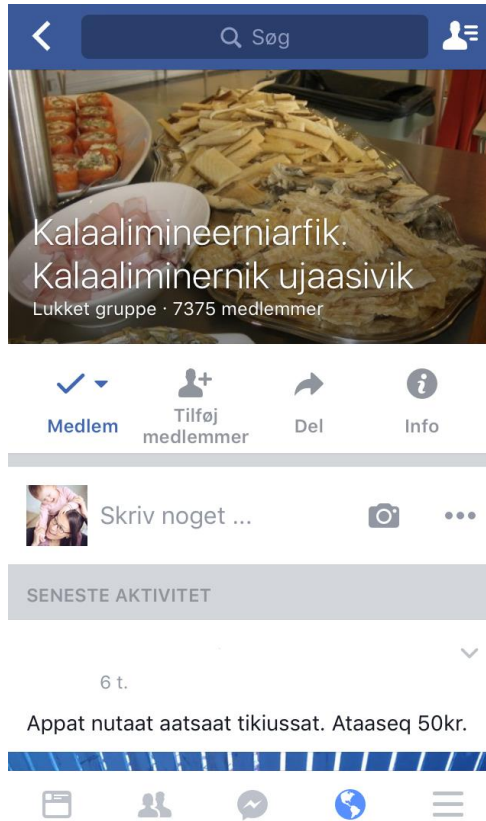 Søg
Kalaalimineerniarfik.
Kalaaliminernik ujaasivik
Lukket gruppe · 7375 medlemmer
Medlem
Tilføj
medlemmer
Del
Info
Skriv noget ...
SENESTE AKTIVITET
6 t.
Appat nutaat aatsaat tikiussat. Ataaseq 50kr.